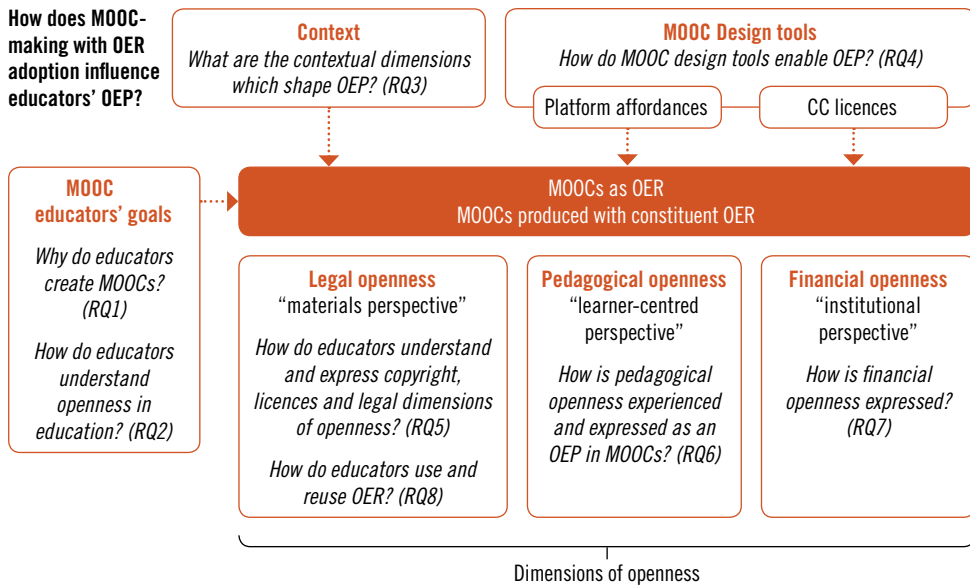 How does MOOC-
making with OER
adoption influence
educators' OEP?
Context
What are the contextual dimensions
which shape OEP? (RQ3)
MOOC Design tools
How do MOOC design tools enable OEP? (RQ4)
Platform affordances
CC licences
MOOC
educators' goals
Why do educators
create MOOCs?
(RQ1)
How do educators
understand
openness in
education? (RQ2)
MOOCs as OER
MOOCs produced with constituent OER
Legal openness
"materials perspective"
How do educators understand
and express copyright,
licences and legal dimensions
of openness? (RQ5)
How do educators use and
reuse OER? (RQ8)
Pedagogical openness
"learner-centred
perspective"
How is pedagogical
openness experienced
and expressed as an
OEP in MOOCs? (RQ6)
Financial openness
"institutional
perspective"
How is financial
openness expressed?
(RQ7)
Dimensions of openness